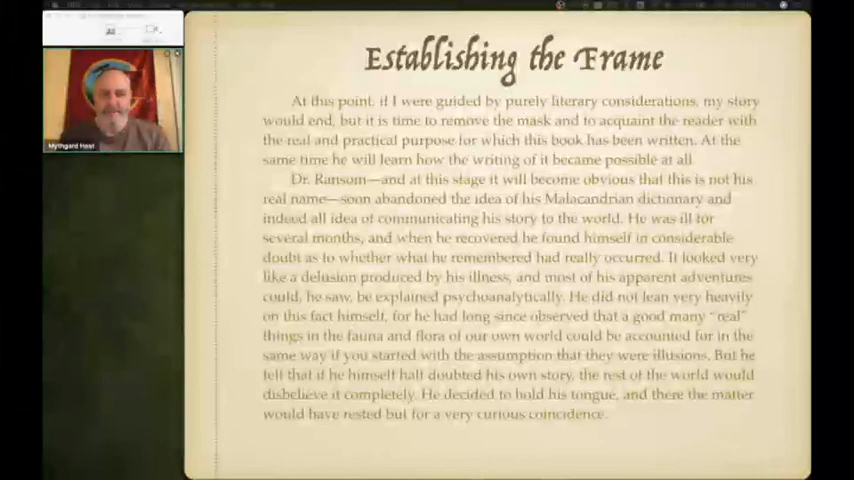 Establishing the Frame
Mythgard Host
At this point, if I were guided by purely literary considerations, my story
would end, but it is time to remove the mask and to acquaint the reader with
the real and practical purpose for which this book has been written. At the
same time he will learn how the writing of it became possible at all.
Dr. Ransom—and at this stage it will become obvious that this is not his
real name—soon abandoned the idea of his Malacandrian dictionary and
indeed all idea of communicating his story to the world. He was ill for
several months, and when he recovered he found himself in considerable
doubt as to whether what he remembered had really occurred. It looked very
like a delusion produced by his illness, and most of his apparent adventures
could, he saw, be explained psychoanalytically. He did not lean very heavily
on this fact himself, for he had long since observed that a good many “real”
things in the fauna and flora of our own world could be accounted for in the
same way if you started with the assumption that they were illusions. But he
felt that if he himself half doubted his own story, the rest of the world would
disbelieve it completely. He decided to hold his tongue, and there the matter
would have rested but for a very curious coincidence.